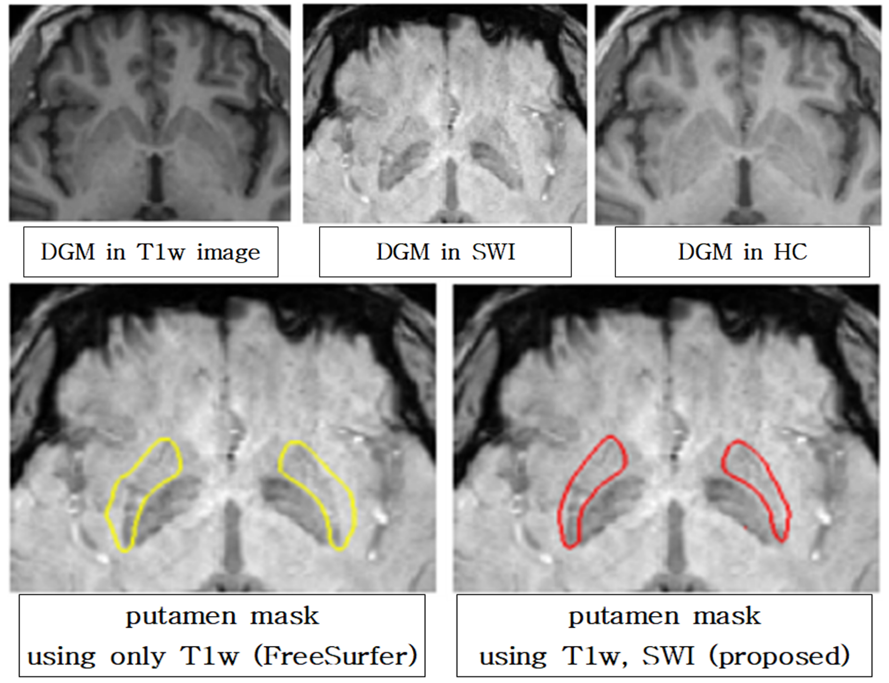 DGM in T1w image
DGM in SWI
DGM in HC
putamen mask
using only T1w (FreeSurfer)
putamen mask
using T1w, SWI (proposed)